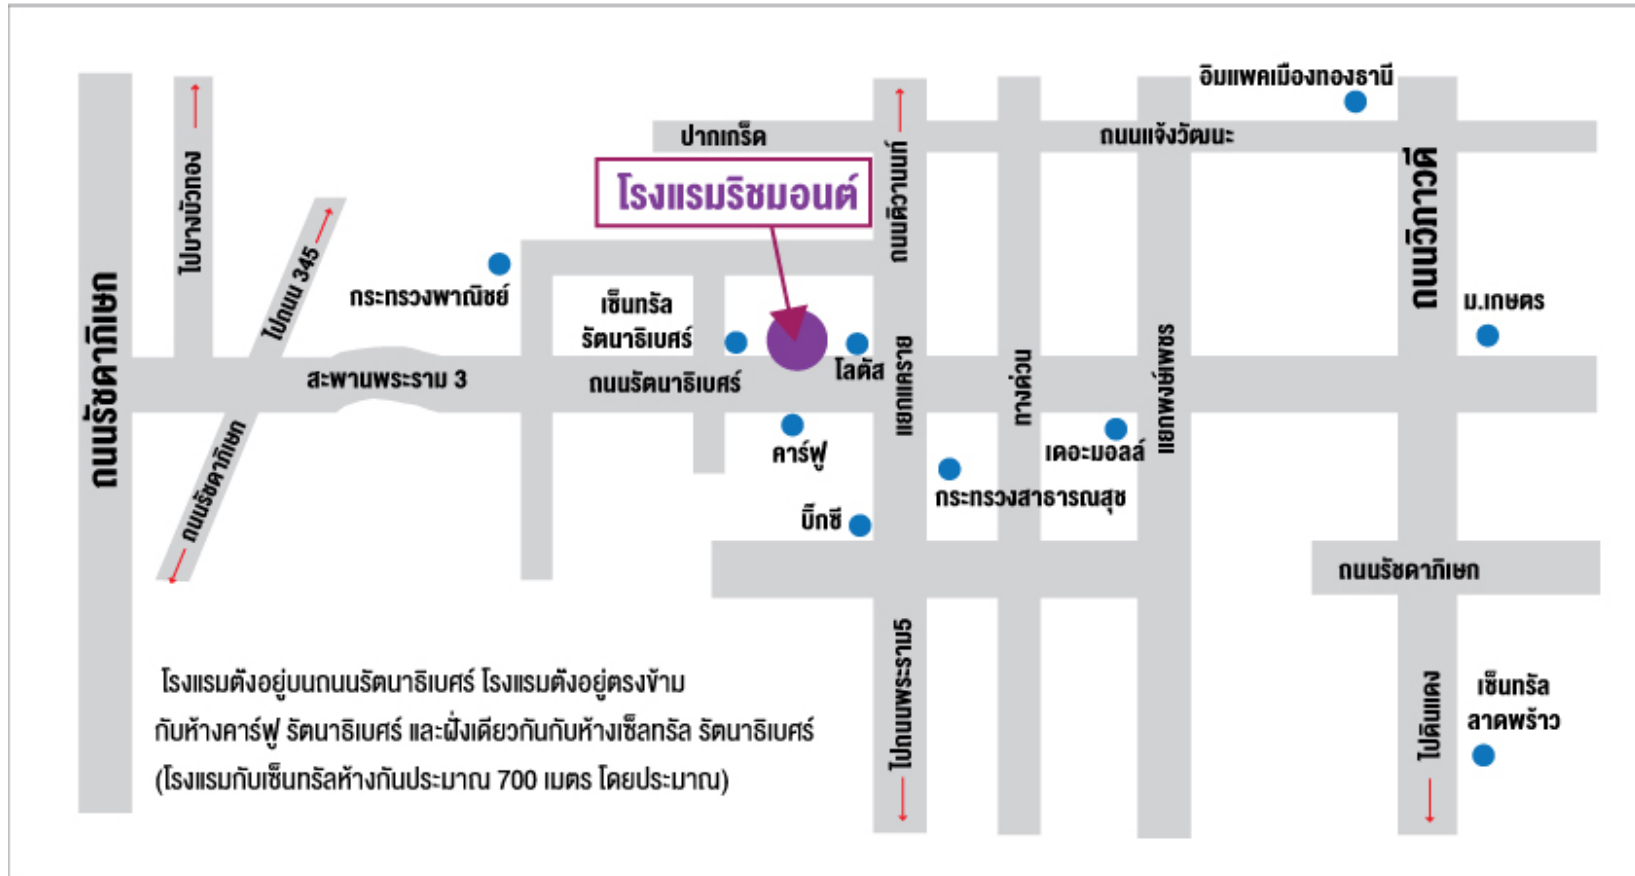 อิมแพคเมืองทองธานี
ปากเกร็ด
ถนนแจ้งวัฒนะ
โรงแรมริชมอนต์
ถนนติวานนท์
ถนนวิภาวดี
ไปบางบัวทอง
ไปถนน 345
กระทรวงพาณิชย์
เซ็นทรัล
รัตนาธิเบศร์
ม.เกษตร
ถนนรัชดาภิเษก
สะพานพระราม 3
ถนนรัตนาธิเบศร์
โลตัส
แยกแคราย
ทางด่วน
แยกพงษ์เพชร
คาร์ฟู
เดอะมอลล์
กระทรวงสาธารณสุช
บิ๊กซี
ถนนรัชดาภิเษก
ถนนรัชดาภิเษก
ไปถนนพระราม5
ไปดินแดง
เซ็นทรัล
ลาดพร้าว
โรงแรมตังอยู่บนถนนรัตนาธิเบศร์ โรงแรมตังอยู่ตรงข้าม
กับห้างคาร์ฟู รัตนาธิเบศร์ และฝั่งเดียวกันกับห้างเซ็ลทรัล รัตนาธิเบศร์
(โรงแรมกับเซ็นทรัลห้างกันประมาณ 700 เมตร โดยประมาณ)